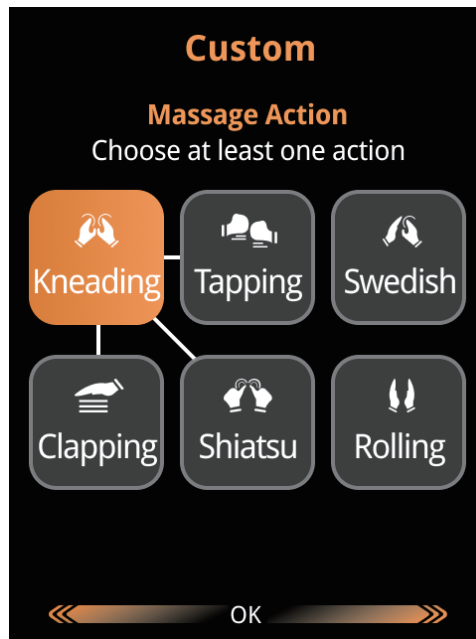 Custom
Massage Action
Choose at least one action
Kneading
Tapping
Swedish
Clapping
Shiatsu
Rolling
OK